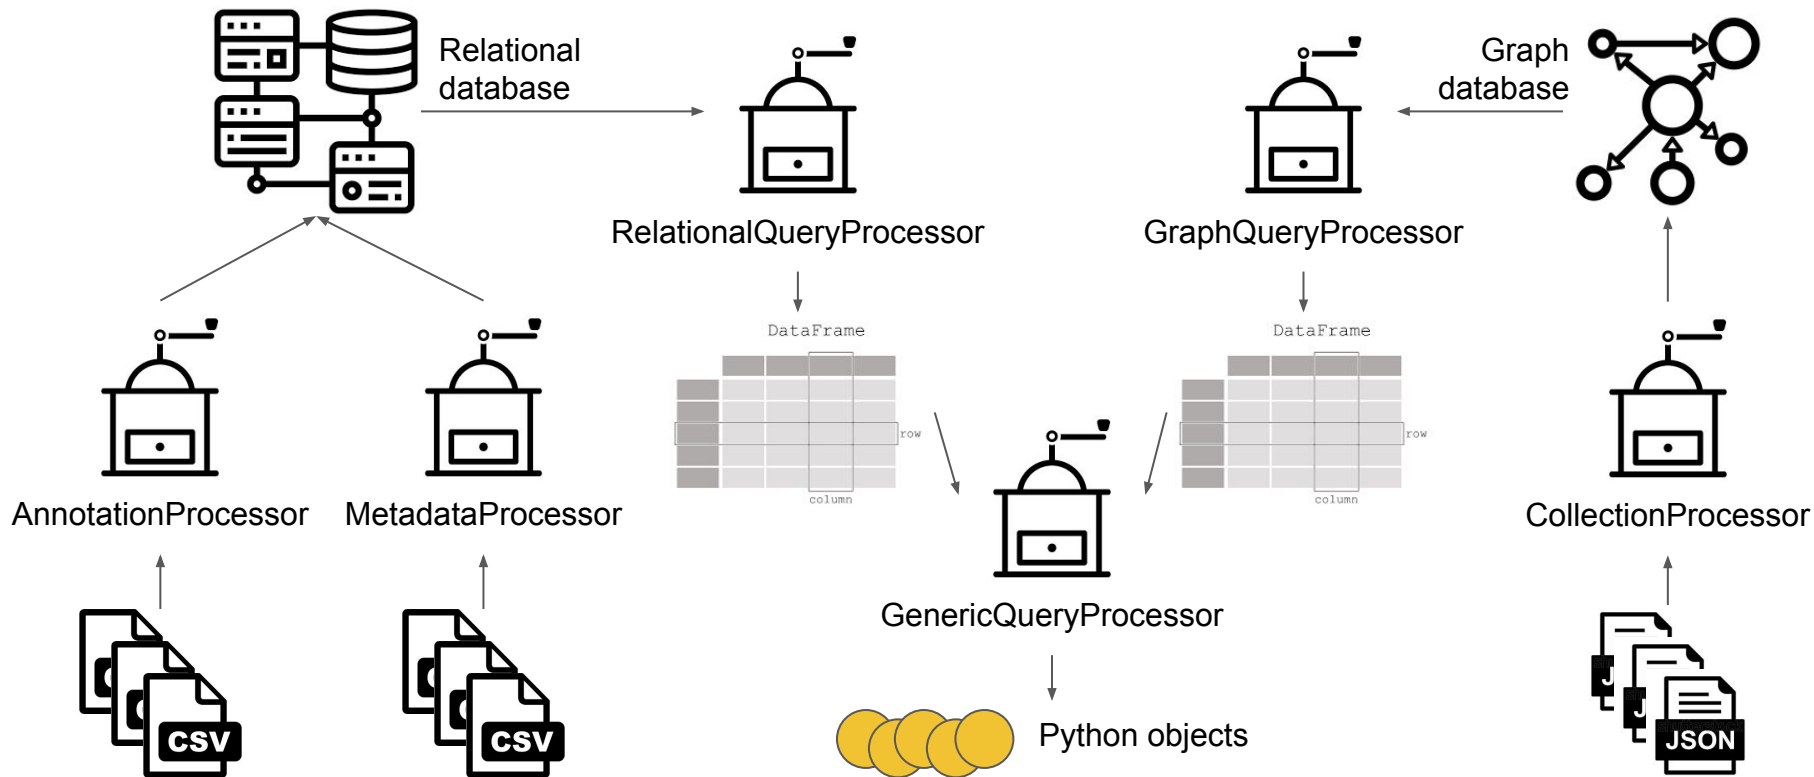 Relational
database
Graph
database
RelationalQueryProcessor
GraphQueryProcessor
DataFrame
row
column
DataFrame
row
column
AnnotationProcessor
MetadataProcessor
CollectionProcessor
GenericQueryProcessor
CSV
CSV
J
J
JSON
Python objects